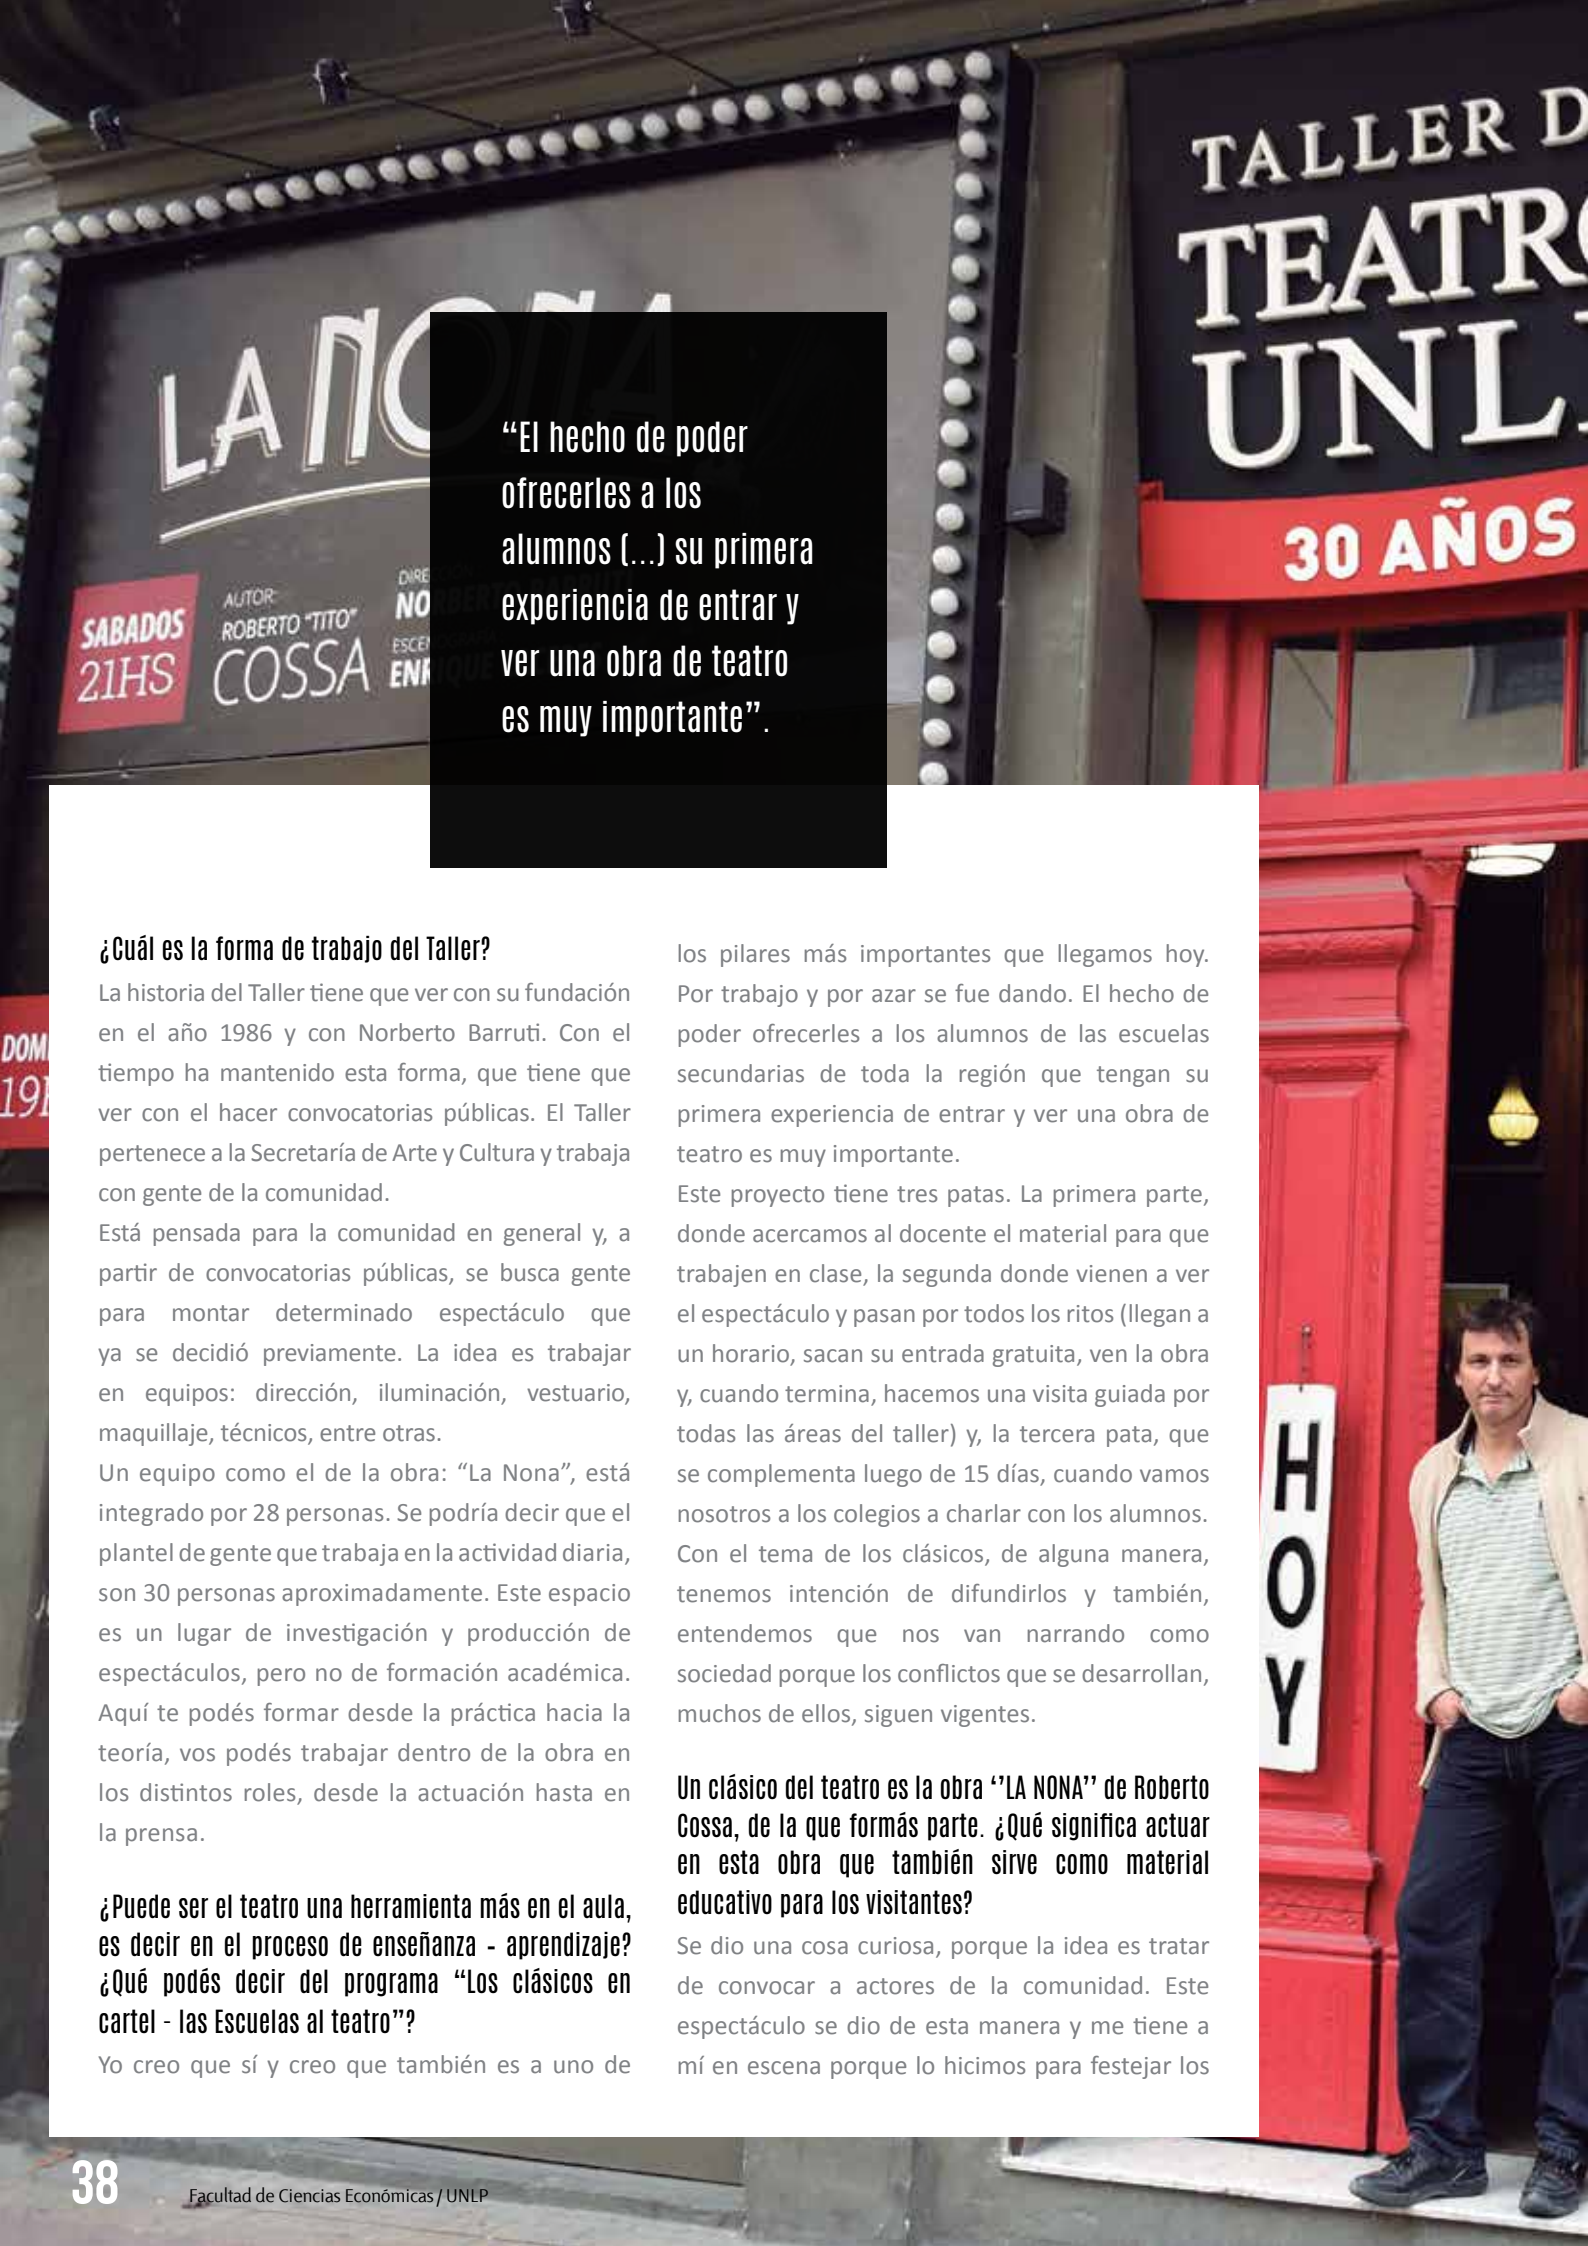 TALLER D
TEATRO
UNL
30 AÑOS
LA NONA
SABADOS
21HS
AUTOR:
ROBERTO "TITO"
COSSA
DIRECCIÓN
NORBERTO BARRUTI
ESCENOGRAFÍA
ENRIQUE
“El hecho de poder
ofrecerles a los
alumnos (...) su primera
experiencia de entrar y
ver una obra de teatro
es muy importante”.
DOM
19
HOY
¿Cuál es la forma de trabajo del Taller?
La historia del Taller tiene que ver con su fundación
en el año 1986 y con Norberto Barruti. Con el
tiempo ha mantenido esta forma, que tiene que
ver con el hacer convocatorias públicas. El Taller
pertenece a la Secretaría de Arte y Cultura y trabaja
con gente de la comunidad.
Está pensada para la comunidad en general y, a
partir de convocatorias públicas, se busca gente
para montar determinado espectáculo que
ya se decidió previamente. La idea es trabajar
en equipos: dirección, iluminación, vestuario,
maquillaje, técnicos, entre otras.
Un equipo como el de la obra: “La Nona”, está
integrado por 28 personas. Se podría decir que el
plantel de gente que trabaja en la actividad diaria,
son 30 personas aproximadamente. Este espacio
es un lugar de investigación y producción de
espectáculos, pero no de formación académica.
Aquí te podés formar desde la práctica hacia la
teoría, vos podés trabajar dentro de la obra en
los distintos roles, desde la actuación hasta en
la prensa.
¿Puede ser el teatro una herramienta más en el aula,
es decir en el proceso de enseñanza - aprendizaje?
¿Qué podés decir del programa “Los clásicos en
cartel - las Escuelas al teatro”?
Yo creo que sí y creo que también es a uno de
los pilares más importantes que llegamos hoy.
Por trabajo y por azar se fue dando. El hecho de
poder ofrecerles a los alumnos de las escuelas
secundarias de toda la región que tengan su
primera experiencia de entrar y ver una obra de
teatro es muy importante.
Este proyecto tiene tres patas. La primera parte,
donde acercamos al docente el material para que
trabajen en clase, la segunda donde vienen a ver
el espectáculo y pasan por todos los ritos (llegan a
un horario, sacan su entrada gratuita, ven la obra
y, cuando termina, hacemos una visita guiada por
todas las áreas del taller) y, la tercera pata, que
se complementa luego de 15 días, cuando vamos
nosotros a los colegios a charlar con los alumnos.
Con el tema de los clásicos, de alguna manera,
tenemos intención de difundirlos y también,
entendemos que nos van narrando como
sociedad porque los conflictos que se desarrollan,
muchos de ellos, siguen vigentes.
Un clásico del teatro es la obra ‘’LA NONA’’ de Roberto
Cossa, de la que formás parte. ¿Qué significa actuar
en esta obra que también sirve como material
educativo para los visitantes?
Se dio una cosa curiosa, porque la idea es tratar
de convocar a actores de la comunidad. Este
espectáculo se dio de esta manera y me tiene a
mí en escena porque lo hicimos para festejar los
38
Facultad de Ciencias Económicas / UNLP